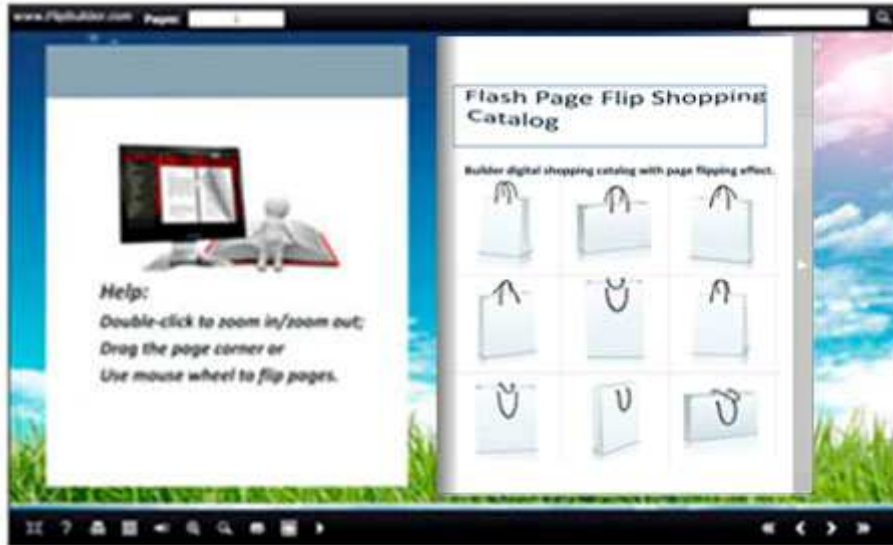 www.FlipBuilder.com Pages:
Help:
Double-click to zoom in/zoom out;
Drag the page corner or
Use mouse wheel to flip pages.
Flash Page Flip Shopping
Catalog
Builder digital shopping catalog with page flipping effect.